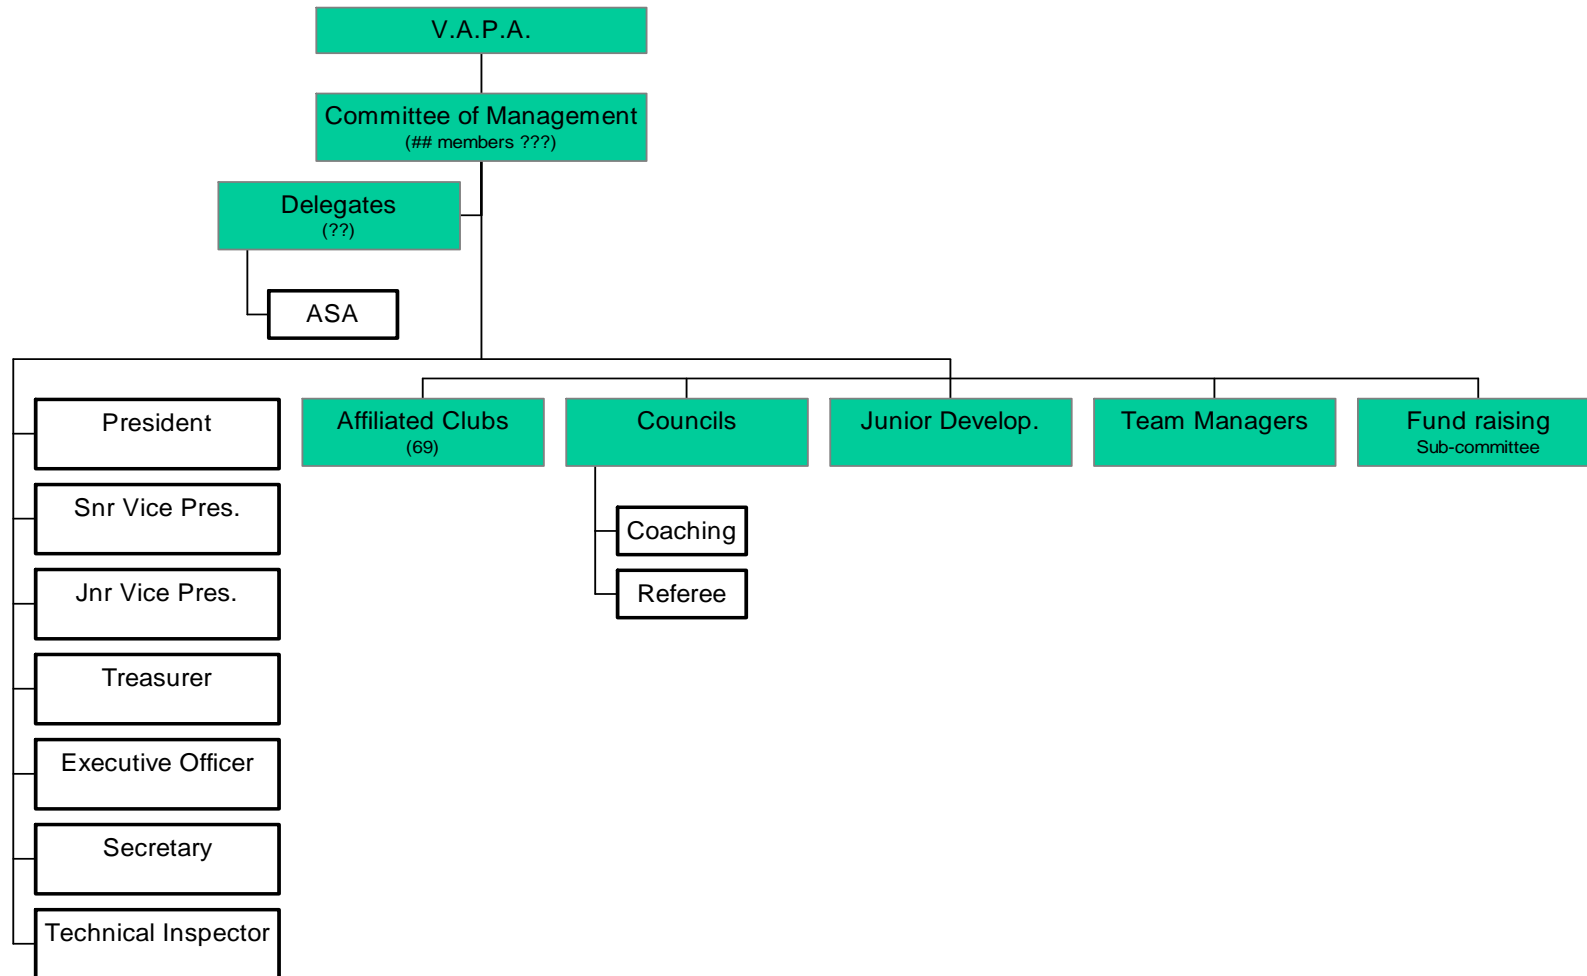 V.A.P.A.
Committee of Management
(## members ???)
Delegates
(??)
ASA
President
Snr Vice Pres.
Jnr Vice Pres.
Treasurer
Executive Officer
Secretary
Technical Inspector
Affiliated Clubs
(69)
Councils
Coaching
Referee
Junior Develop.
Team Managers
Fund raising
Sub-committee